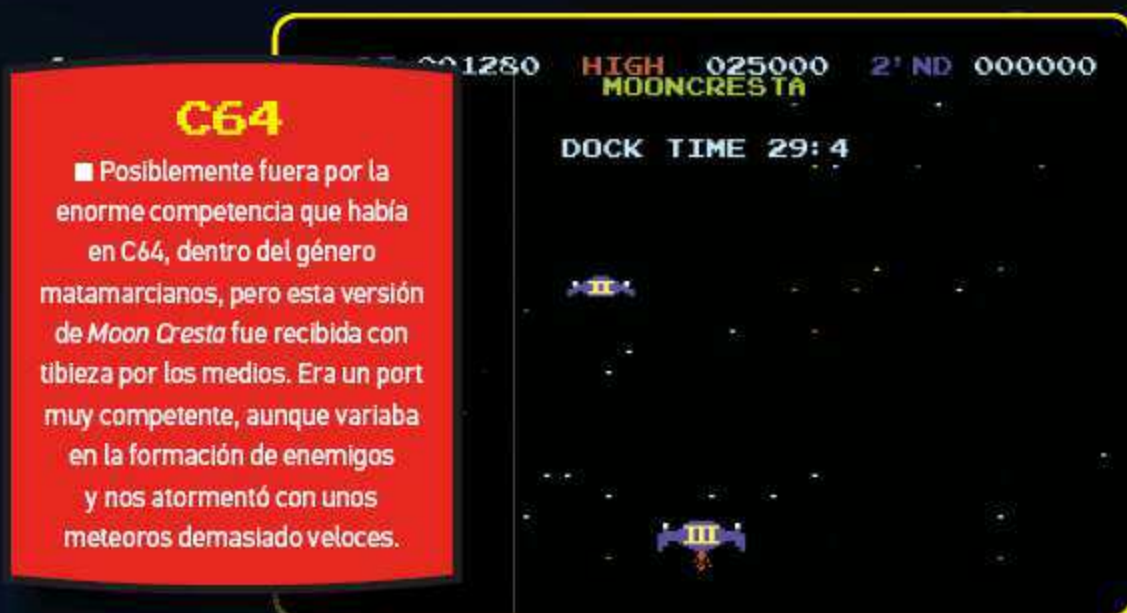 C64
■ Posiblemente fuera por la
enorme competencia que había
en C64, dentro del género
matamarcianos, pero esta versión
de Moon Cresta fue recibida con
tibieza por los medios. Era un port
muy competente, aunque variaba
en la formación de enemigos
y nos atormentó con unos
meteoros demasiado veloces.
001280 HIGH 025000 2'ND 000000
MOONCRESTA
DOCK TIME 29:4
II
III